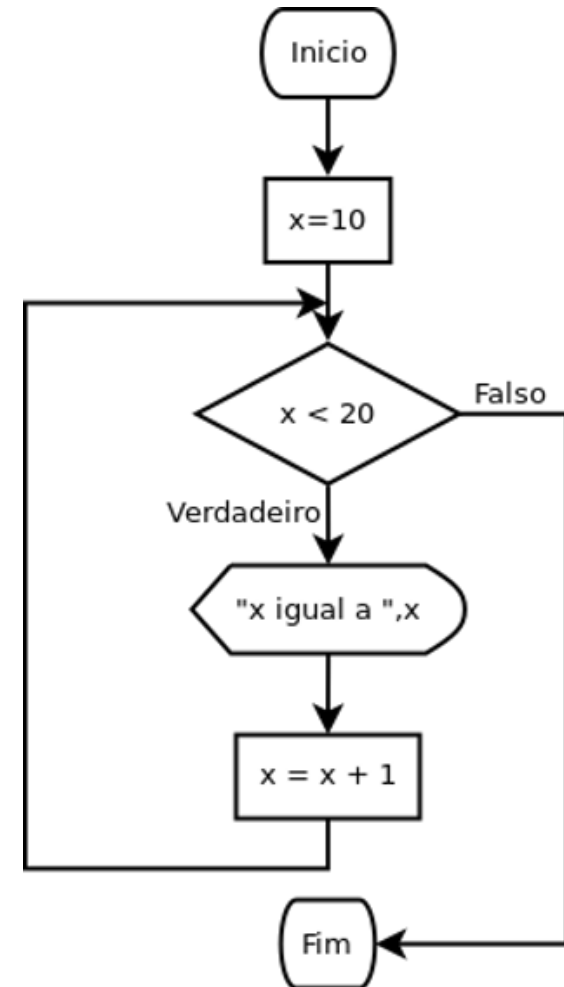 Inicio
x=10
x < 20
Falso
Verdadeiro
"x igual a ",x
x = x + 1
Fim